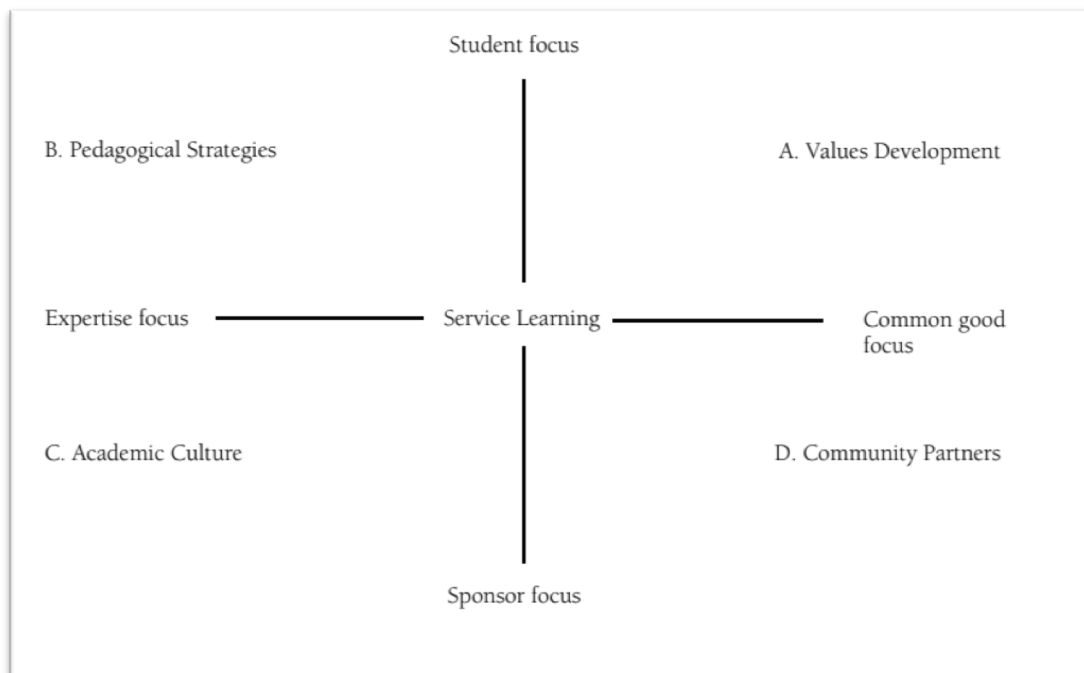 Student focus
B. Pedagogical Strategies
A. Values Development
Expertise focus
Service Learning
Common good
focus
C. Academic Culture
D. Community Partners
Sponsor focus